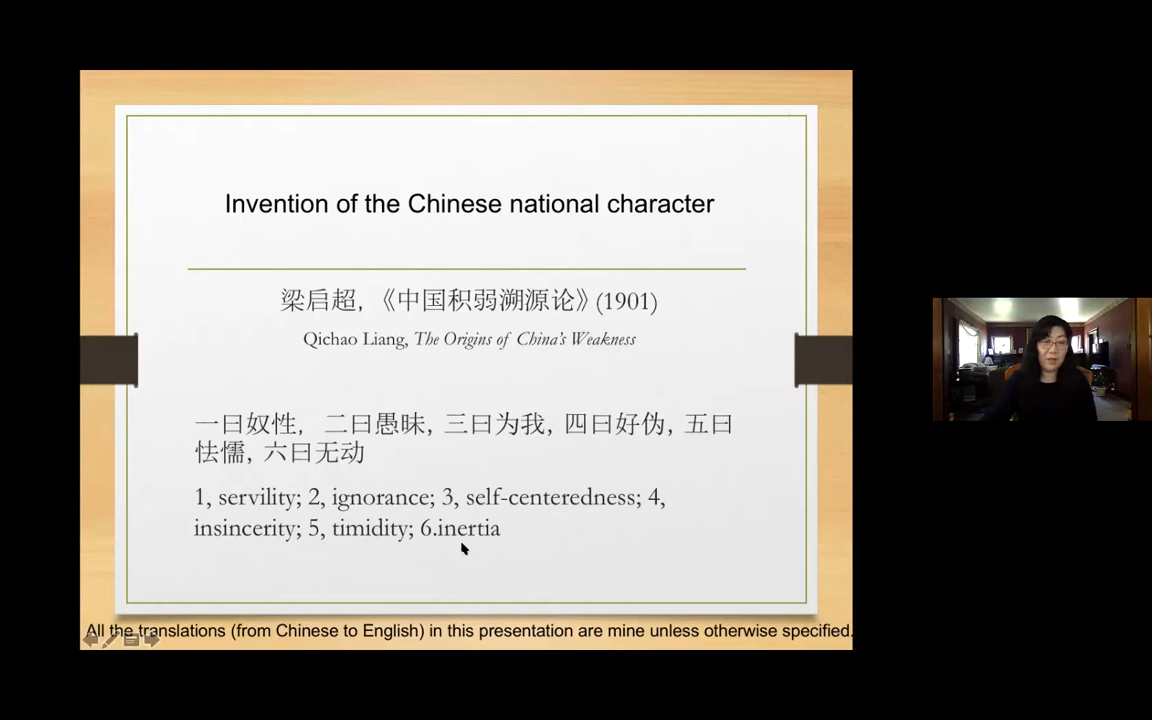 Invention of the Chinese national character
梁启超, 《中国积弱溯源论》(1901)
Qichao Liang, The Origins of China's Weakness
一曰奴性, 二曰愚昧, 三曰为我, 四曰好伪, 五曰
怯懦, 六曰无动
1, servility; 2, ignorance; 3, self-centeredness; 4,
insincerity; 5, timidity; 6.inertia
All the translations (from Chinese to English) in this presentation are mine unless otherwise specified.